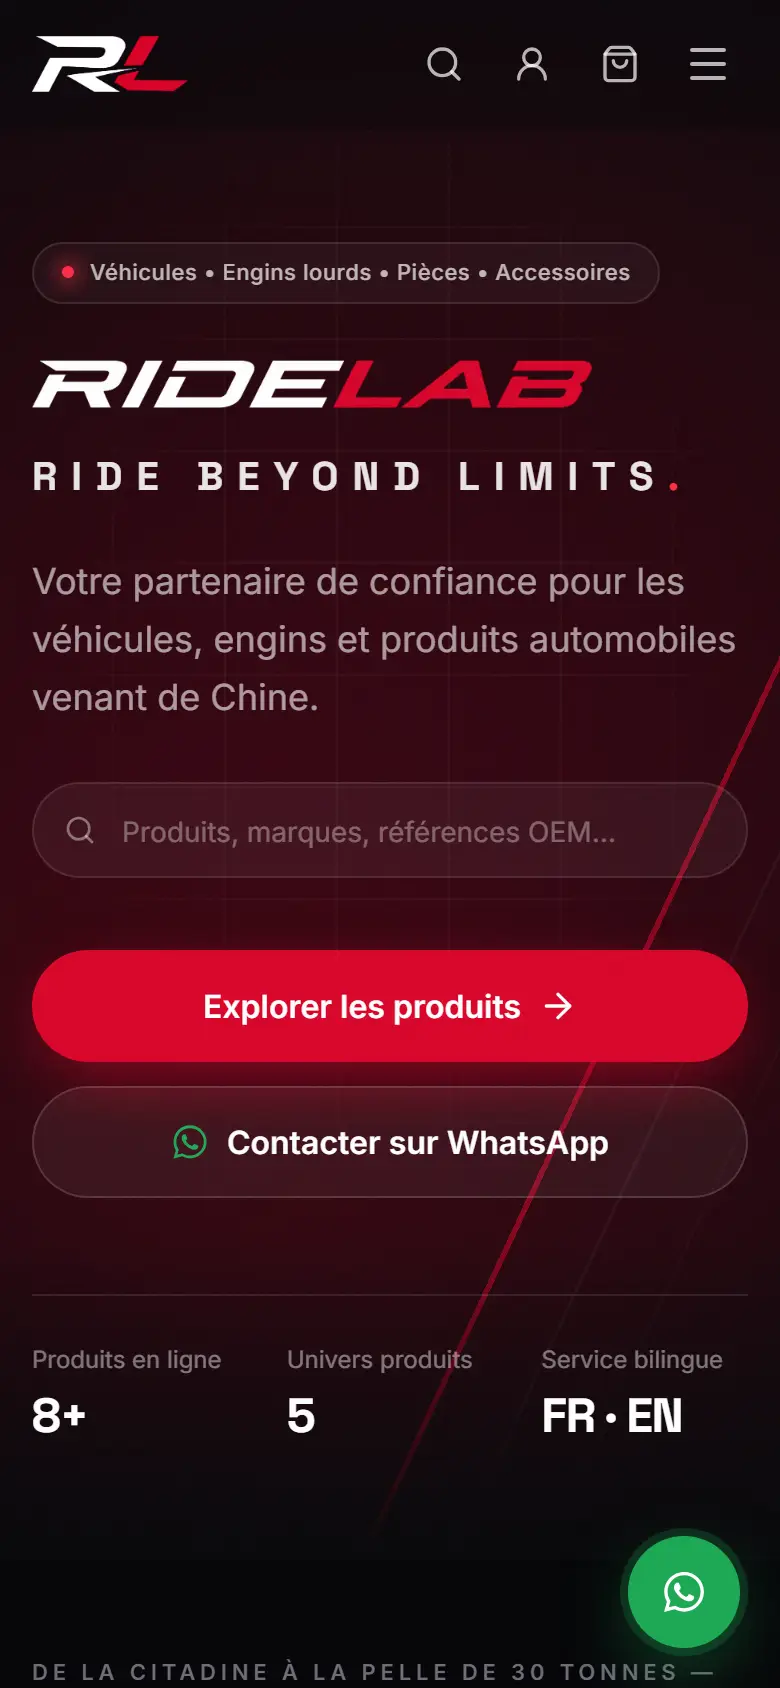 RL
Véhicules • Engins lourds • Pièces • Accessoires
RIDELAB
RIDE BEYOND LIMITS.
Votre partenaire de confiance pour les
véhicules, engins et produits automobiles
venant de Chine.
Produits, marques, références OEM...
Explorer les produits →
Contacter sur WhatsApp
Produits en ligne
8+
Univers produits
5
Service bilingue
FR · EN
DE LA CITADINE À LA PELLE DE 30 TONNES —